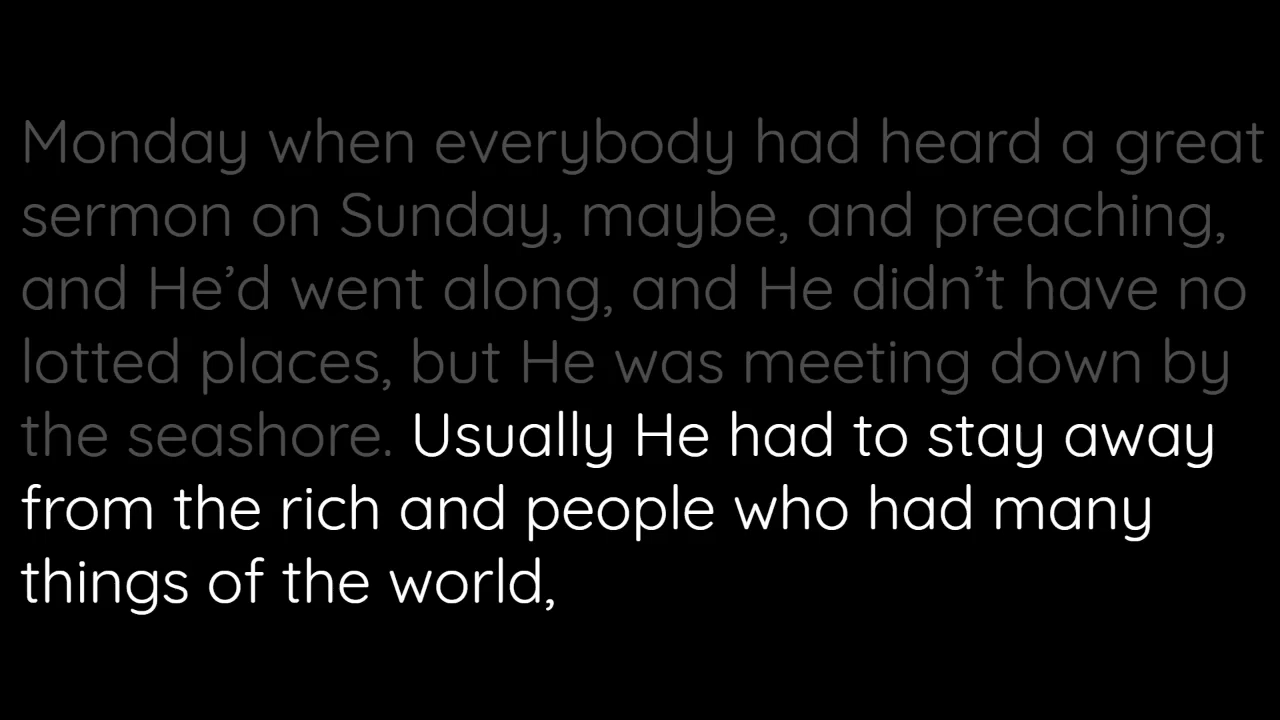 Monday when everybody had heard a great
sermon on Sunday, maybe, and preaching,
and He’d went along, and He didn’t have no
lotted places, but He was meeting down by
the seashore. Usually He had to stay away
from the rich and people who had many
things of the world,